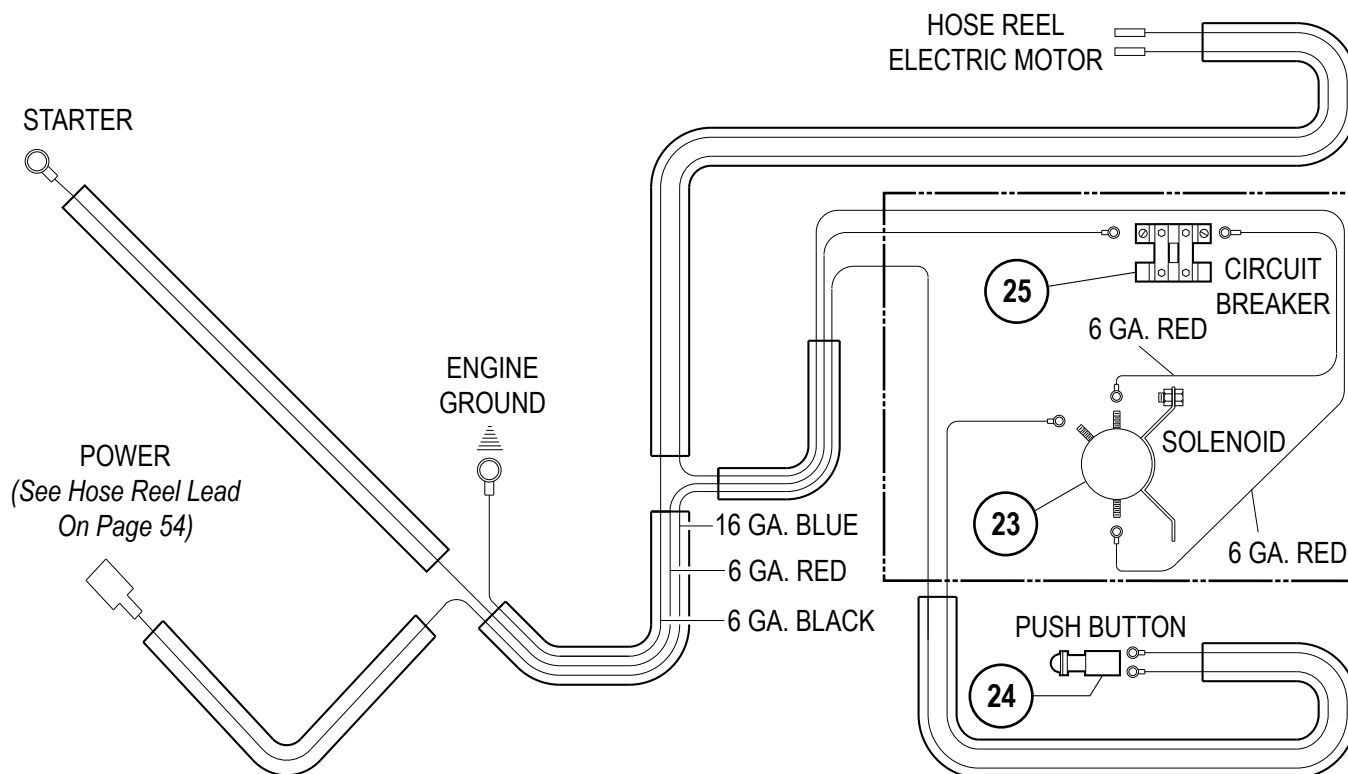 HOSE REEL
ELECTRIC MOTOR
STARTER
25
CIRCUIT
BREAKER
6 GA. RED
ENGINE
GROUND
SOLENOID
POWER
(See Hose Reel Lead
On Page 54)
23
16 GA. BLUE
6 GA. RED
6 GA. RED
6 GA. BLACK
PUSH BUTTON
24